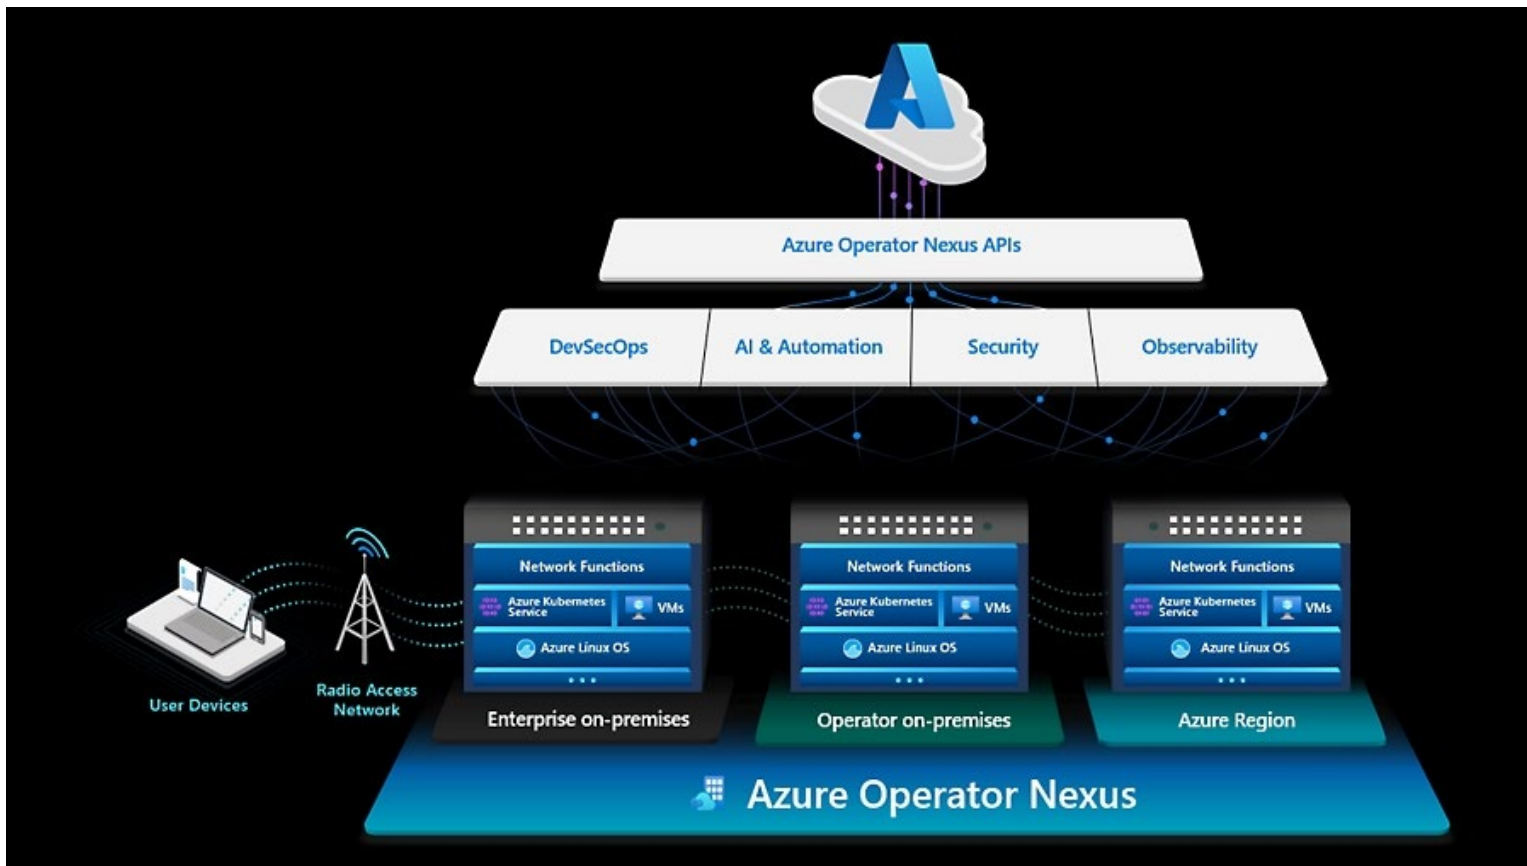 Azure Operator Nexus APIs
DevSecOps
AI & Automation
Security
Observability
Network Functions
Azure Kubernetes
Service
VMs
Azure Linux OS
Enterprise on-premises
Network Functions
Azure Kubernetes
Service
VMs
Azure Linux OS
Operator on-premises
Network Functions
Azure Kubernetes
Service
VMs
Azure Linux OS
Azure Region
User Devices
Radio Access
Network
Azure Operator Nexus